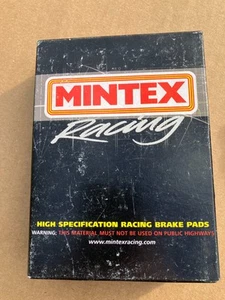 MINTEX
Racing
HIGH SPECIFICATION RACING BRAKE PADS
WARNING: THIS MATERIAL MUST NOT BE USED ON PUBLIC HIGHWAYS
www.mintexracing.com